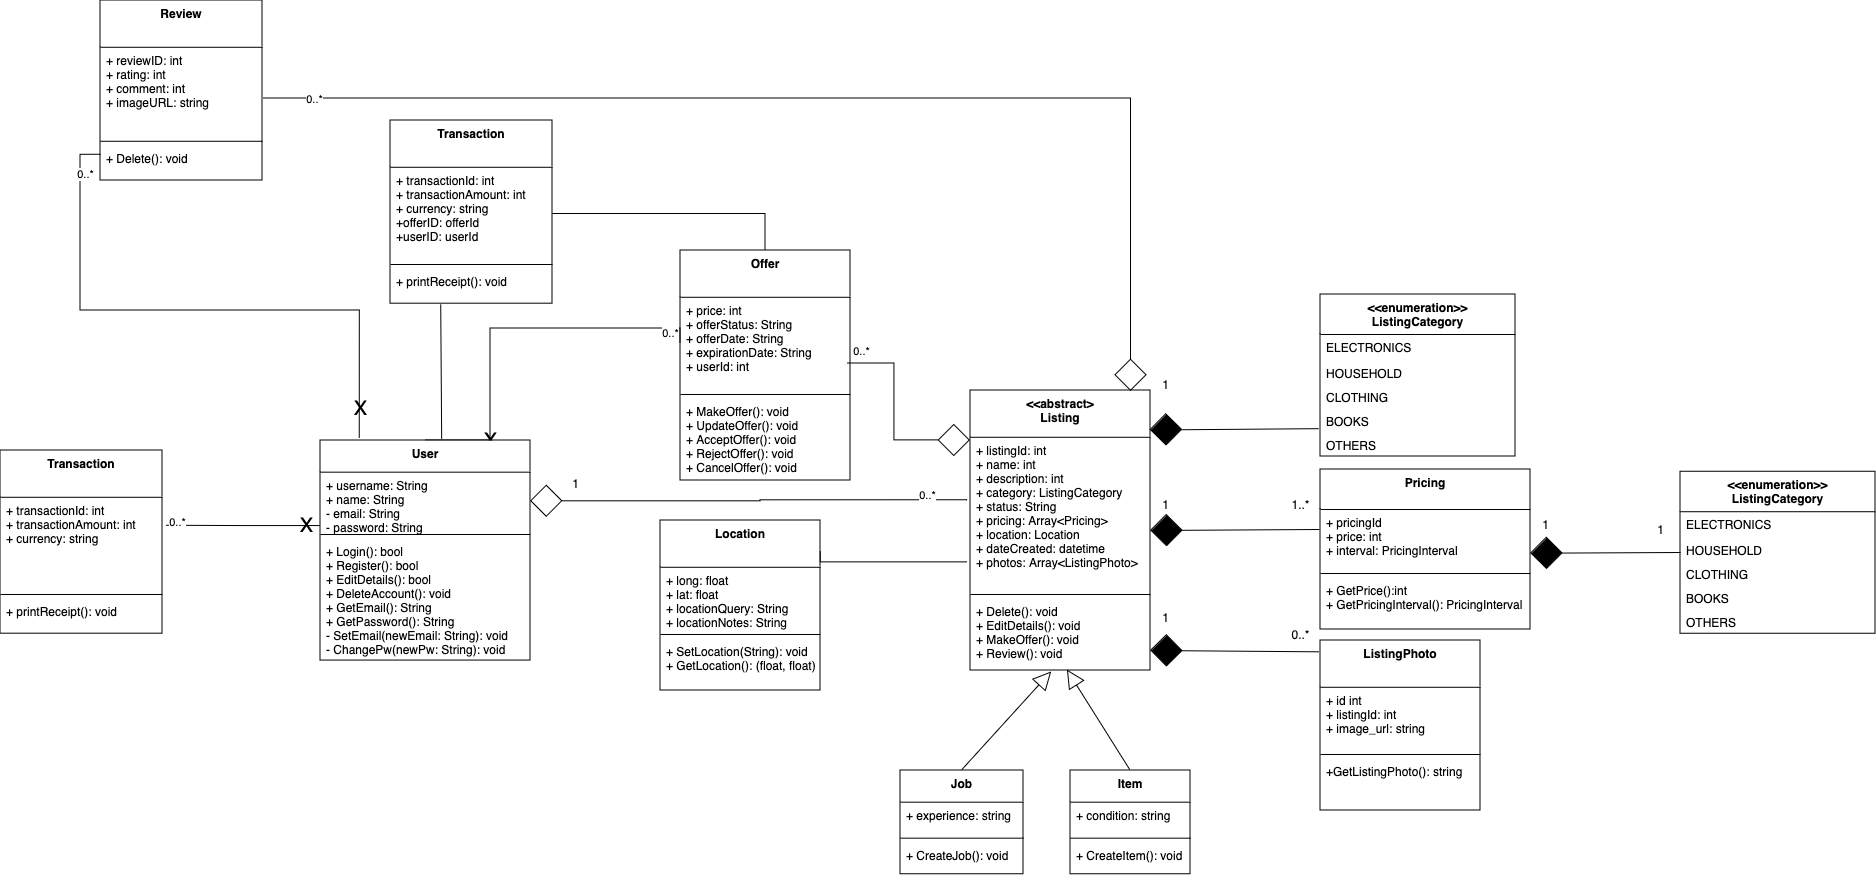 Review
+ reviewID: int
+ rating: int
+ comment: int
+ imageURL: string
+ Delete(): void
0..*
0..*
Transaction
+ transactionId: int
+ transactionAmount: int
+ currency: string
+offerID: offerId
+userID: userId
+ printReceipt(): void
Offer
+ price: int
+ offerStatus: String
+ offerDate: String
+ expirationDate: String
+ userId: int
+ MakeOffer(): void
+ UpdateOffer(): void
+ AcceptOffer(): void
+ RejectOffer(): void
+ CancelOffer(): void
0..*
0..*
X
Transaction
+ transactionId: int
+ transactionAmount: int
+ currency: string
+ printReceipt(): void
0..*
X
User
+ username: String
+ name: String
- email: String
- password: String
+ Login(): bool
+ Register(): bool
+ EditDetails(): bool
+ DeleteAccount(): void
+ GetEmail(): String
+ GetPassword(): String
- SetEmail(newEmail: String): void
- ChangePw(newPw: String): void
1
0..*
Location
+ long: float
+ lat: float
+ locationQuery: String
+ locationNotes: String
+ SetLocation(String): void
+ GetLocation(): (float, float)
<<abstract>>
Listing
+ listingId: int
+ name: int
+ description: int
+ category: ListingCategory
+ status: String
+ pricing: Array<Pricing>
+ location: Location
+ dateCreated: datetime
+ photos: Array<ListingPhoto>
+ Delete(): void
+ EditDetails(): void
+ MakeOffer(): void
+ Review(): void
1
<<enumeration>>
ListingCategory
ELECTRONICS
HOUSEHOLD
CLOTHING
BOOKS
OTHERS
1
1..*
Pricing
+ pricingId
+ price: int
+ interval: PricingInterval
+ GetPrice():int
+ GetPricingInterval(): PricingInterval
1
1
<<enumeration>>
ListingCategory
ELECTRONICS
HOUSEHOLD
CLOTHING
BOOKS
OTHERS
1
0..*
ListingPhoto
+ id int
+ listingId: int
+ image_url: string
+GetListingPhoto(): string
Job
+ experience: string
+ CreateJob(): void
Item
+ condition: string
+ CreateItem(): void